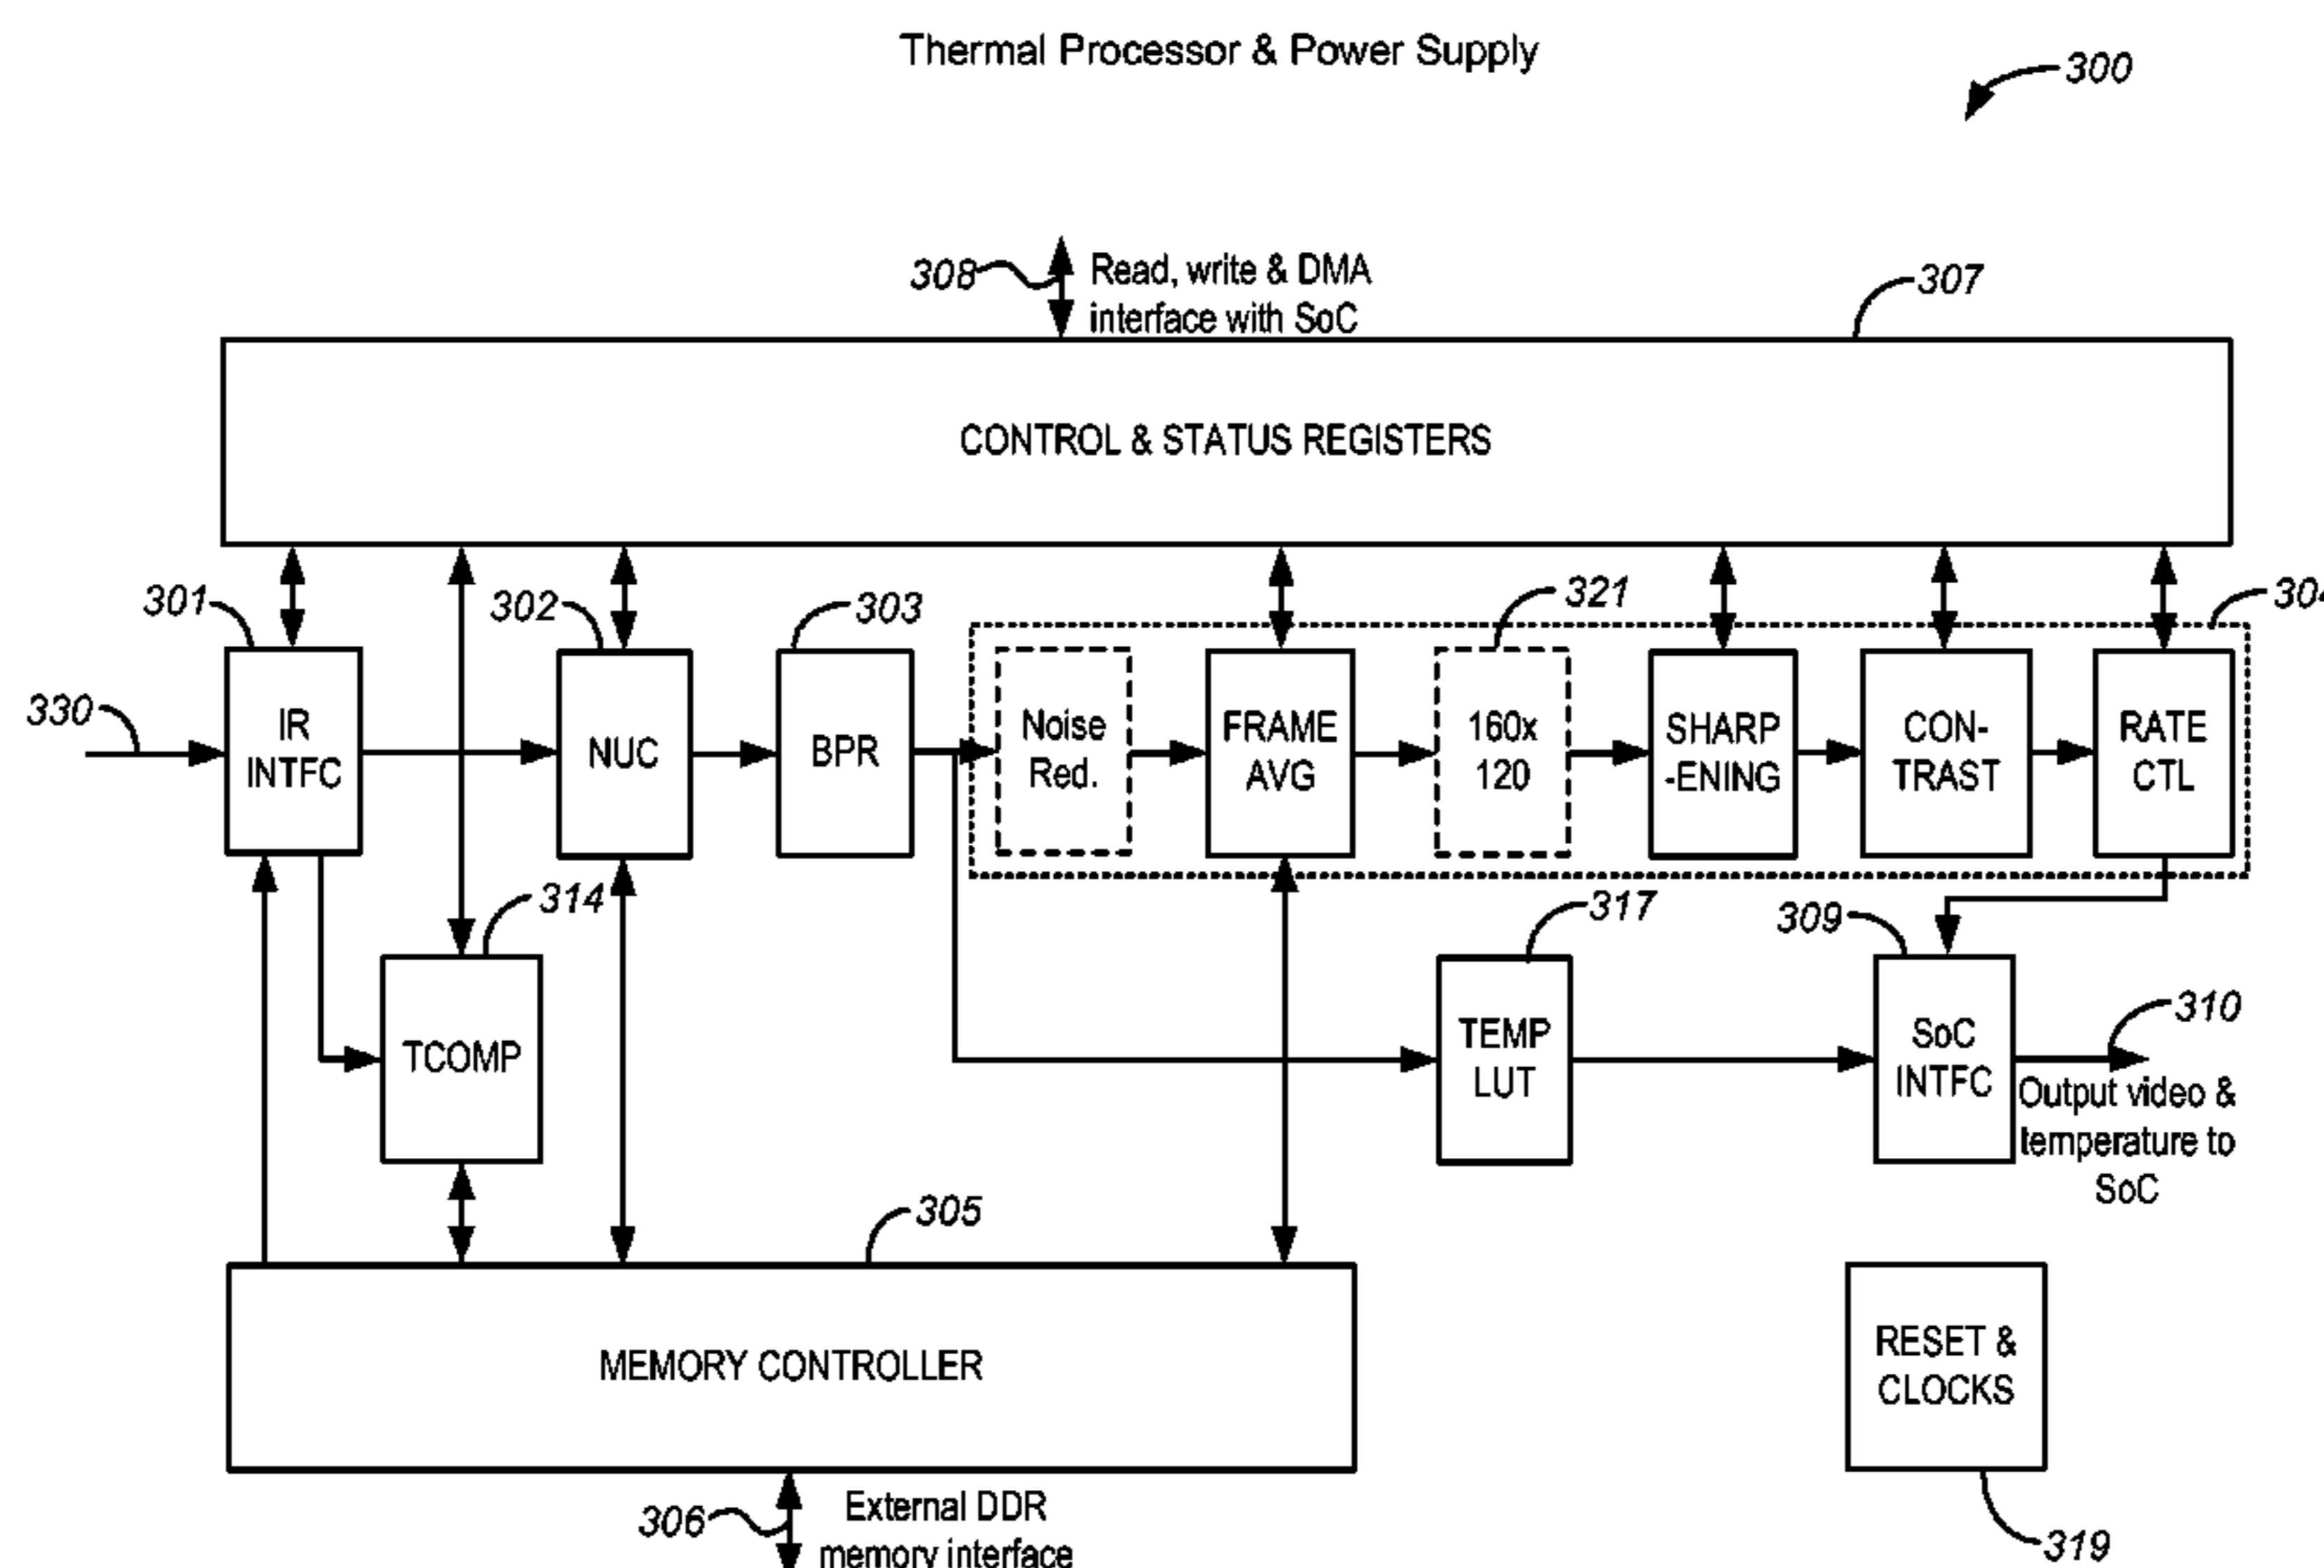 Thermal Processor & Power Supply
300
308
Read, write & DMA
interface with SoC
307
CONTROL & STATUS REGISTERS
301
302
303
321
304
330
IR
INTFC
NUC
BPR
Noise
Red.
FRAME
AVG
160x
120
SHARP
-ENING
CON-
TRAST
RATE
CTL
314
317
309
TCOMP
TEMP
LUT
SoC
INTFC
310
Output video &
temperature to
SoC
305
MEMORY CONTROLLER
RESET &
CLOCKS
306
External DDR
memory interface
319